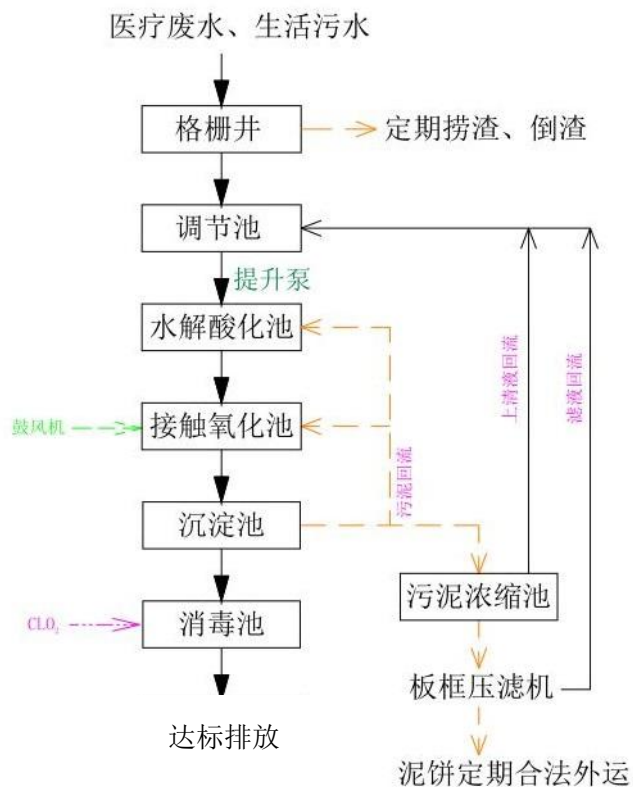 医疗废水、生活污水
格栅井
定期捞渣、倒渣
调节池
提升泵
水解酸化池
上清液回流
滤液回流
鼓风机
接触氧化池
污泥回流
沉淀池
污泥浓缩池
CLO₂
消毒池
板框压滤机
达标排放
泥饼定期合法外运